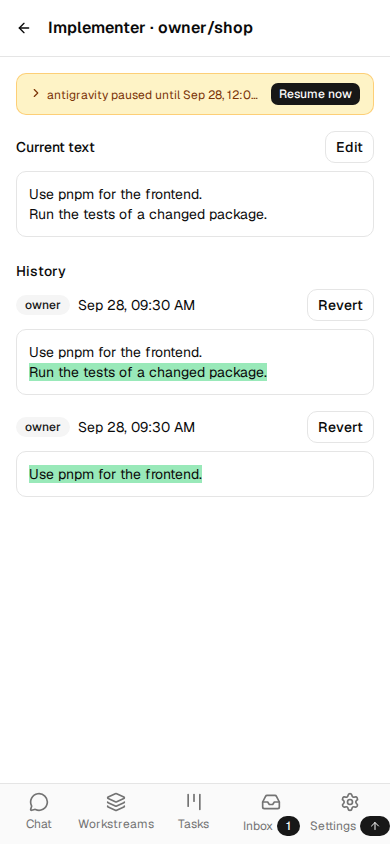 Implementer · owner/shop
antigravity paused until Sep 28, 12:0... Resume now
Current text Edit
Use pnpm for the frontend.
Run the tests of a changed package.
History
owner Sep 28, 09:30 AM Revert
Use pnpm for the frontend.
Run the tests of a changed package.
owner Sep 28, 09:30 AM Revert
Use pnpm for the frontend.
Chat Workstreams Tasks Inbox 1 Settings